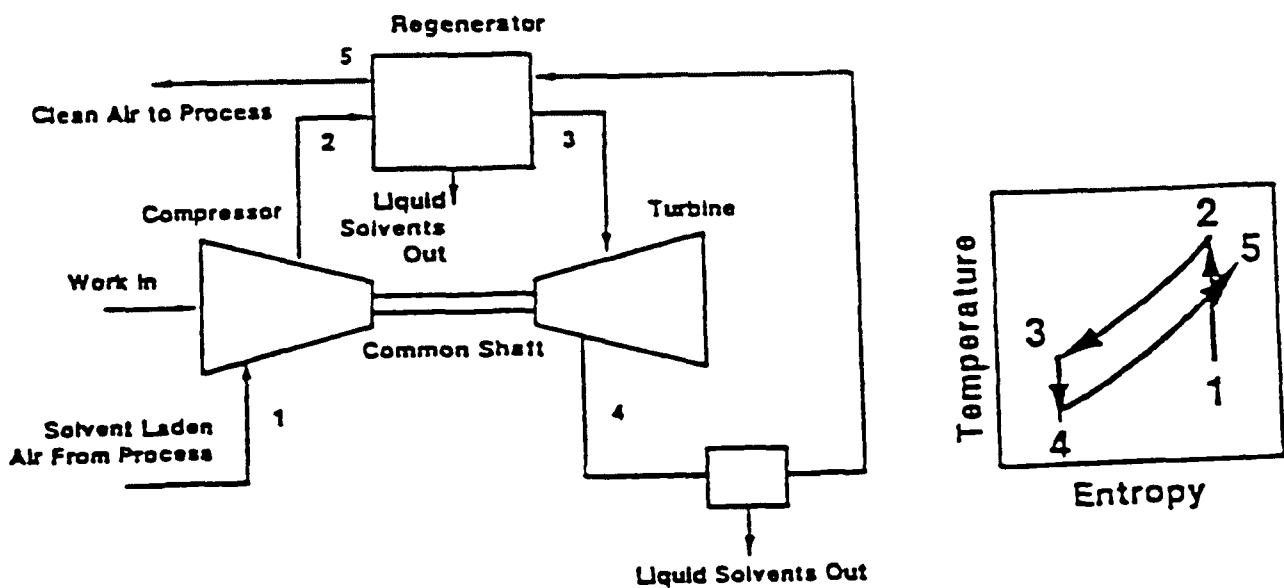 Regenerator
5
Clean Air to Process
2
3
Liquid
Solvents
Out
Compressor
Turbine
Work In
Common Shaft
1
Solvent Laden
Air From Process
4
Liquid Solvents Out
Temperature
2
5
3
1
4
Entropy